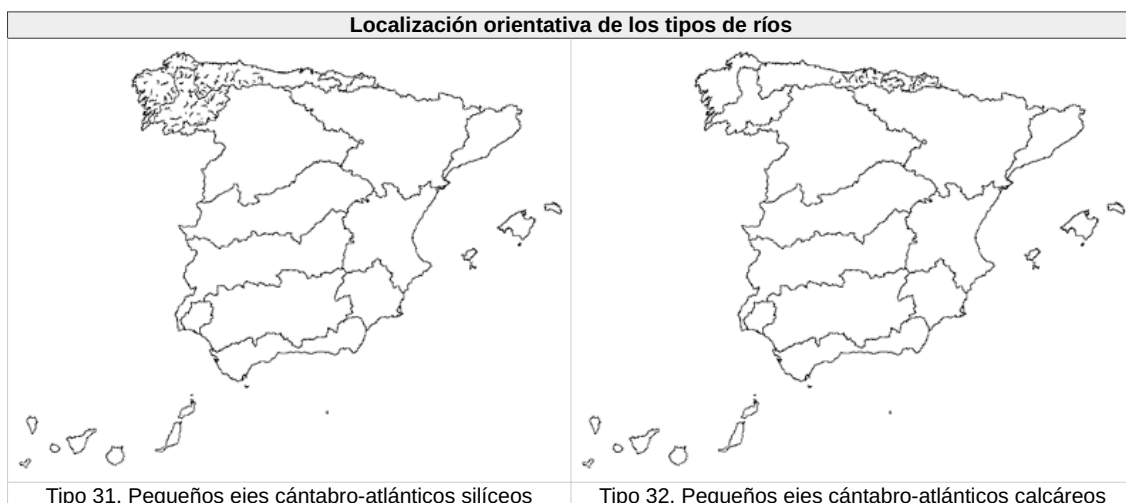 Localización orientativa de los tipos de ríos
Tipo 31. Pequeños ejes cántabro-atlánticos silíceos
Tipo 32. Pequeños ejes cántabro-atlánticos calcáreos